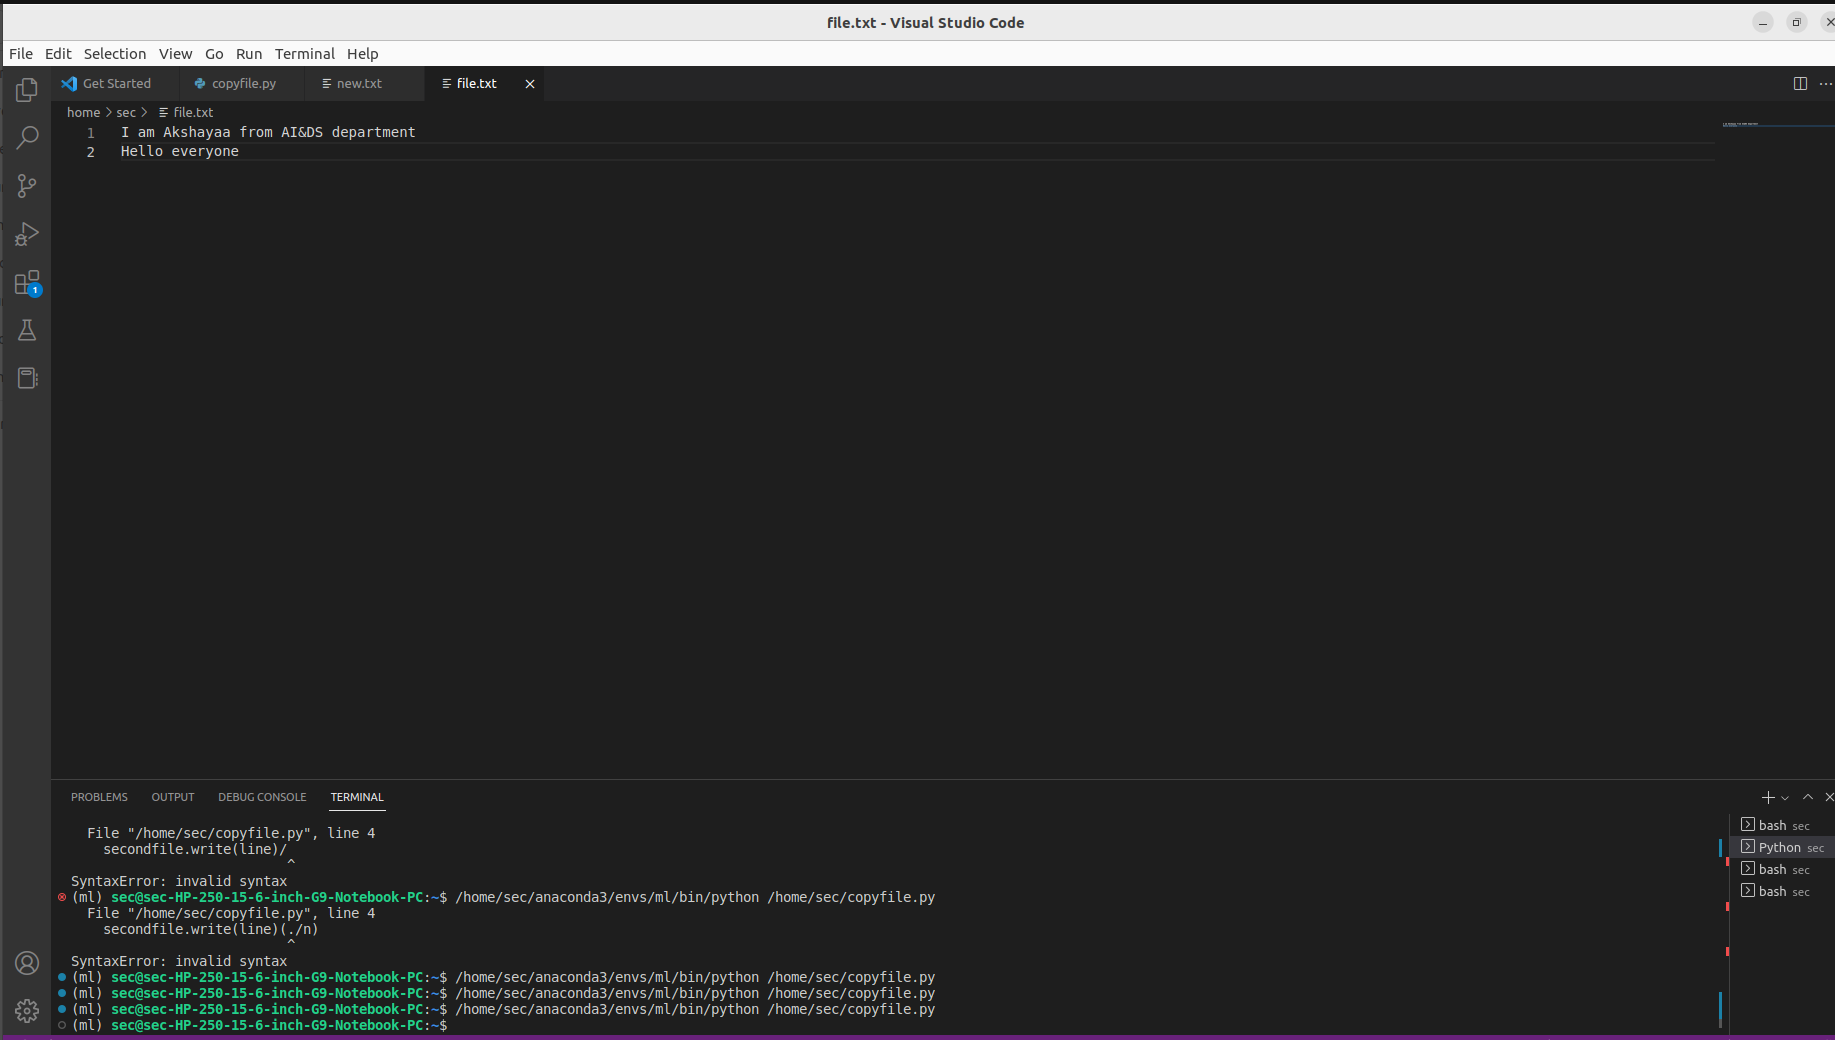 file.txt - Visual Studio Code
File Edit Selection View Go Run Terminal Help
Get Started copyfile.py new.txt file.txt
home > sec > file.txt
1 I am Akshayaa from AI&DS department
2 Hello everyone
1
PROBLEMS OUTPUT DEBUG CONSOLE TERMINAL
File "/home/sec/copyfile.py", line 4
secondfile.write(line)/
^
SyntaxError: invalid syntax
(ml) sec@sec-HP-250-15-6-inch-G9-Notebook-PC:~$ /home/sec/anaconda3/envs/ml/bin/python /home/sec/copyfile.py
File "/home/sec/copyfile.py", line 4
secondfile.write(line)(./n)
^
SyntaxError: invalid syntax
(ml) sec@sec-HP-250-15-6-inch-G9-Notebook-PC:~$ /home/sec/anaconda3/envs/ml/bin/python /home/sec/copyfile.py
(ml) sec@sec-HP-250-15-6-inch-G9-Notebook-PC:~$ /home/sec/anaconda3/envs/ml/bin/python /home/sec/copyfile.py
(ml) sec@sec-HP-250-15-6-inch-G9-Notebook-PC:~$ /home/sec/anaconda3/envs/ml/bin/python /home/sec/copyfile.py
(ml) sec@sec-HP-250-15-6-inch-G9-Notebook-PC:~$
bash sec
Python sec
bash sec
bash sec